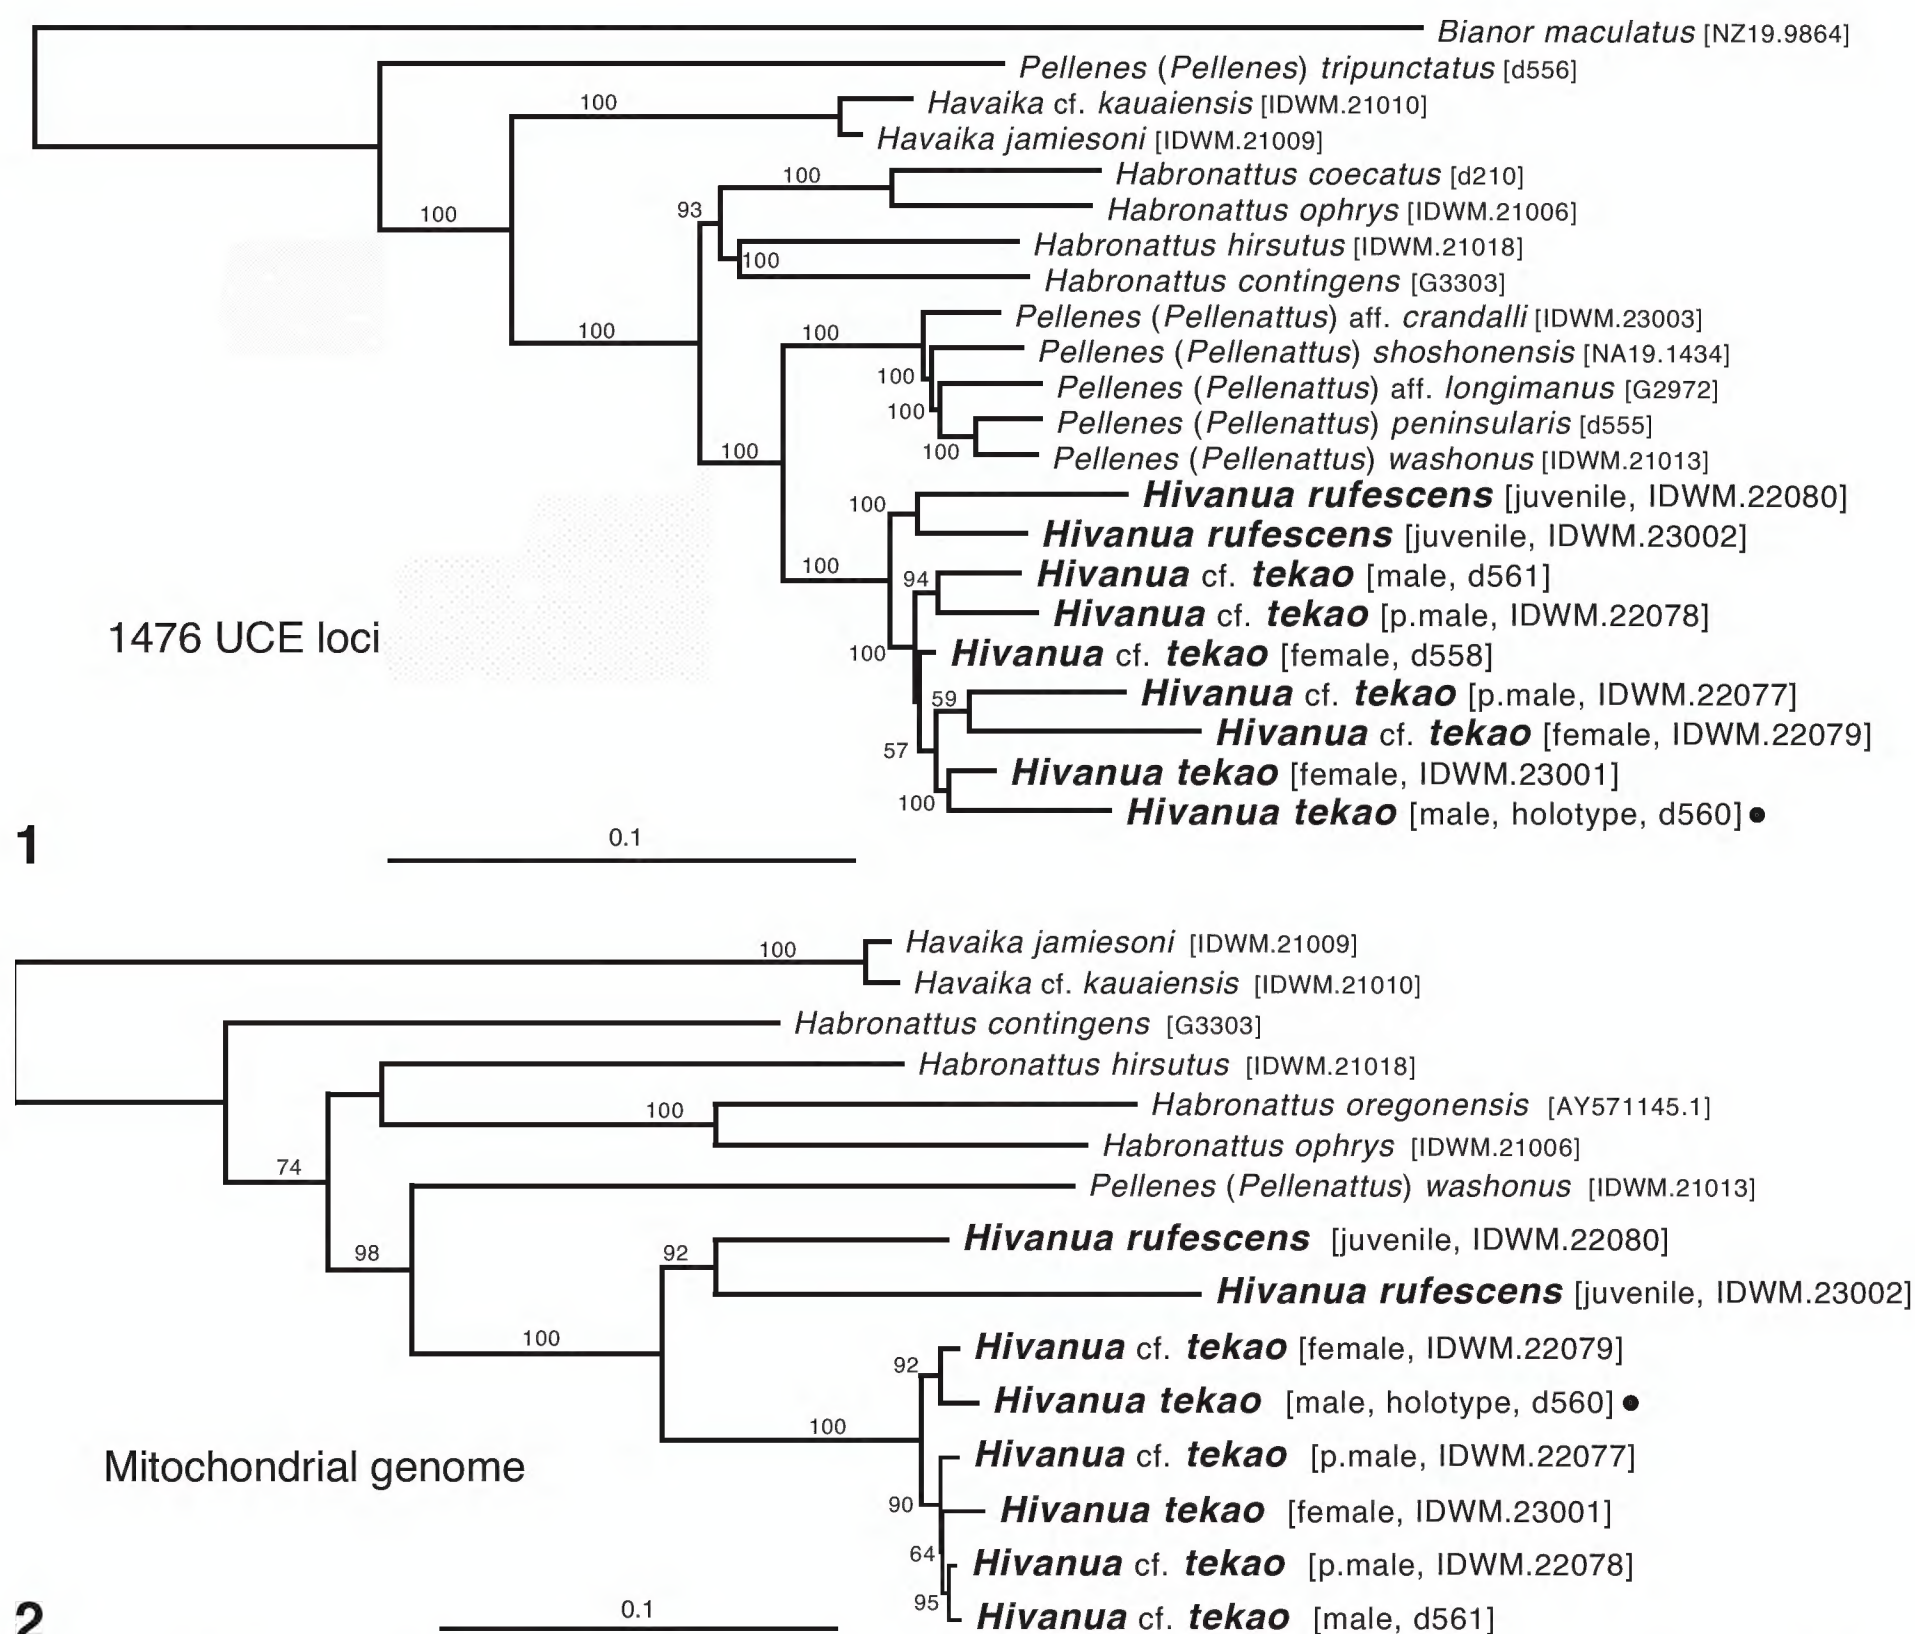 Bianor maculatus [NZ19.9864]
Pellenes (Pellenes) tripunctatus [d556]
100
Havaika cf. kauaiensis [IDWM.21010]
Havaika jamiesoni [IDWM.21009]
100
Habronattus coecatus [d210]
100
93
Habronattus ophrys [IDWM.21006]
Habronattus hirsutus [IDWM.21018]
100
Habronattus contingens [G3303]
Pellenes (Pellenattus) aff. crandalli [IDWM.23003]
100
100
Pellenes (Pellenattus) shoshonensis [NA19.1434]
100
Pellenes (Pellenattus) aff. longimanus [G2972]
100
Pellenes (Pellenattus) peninsularis [d555]
100
100
Pellenes (Pellenattus) washonus [IDWM.21013]
100
Hivanua rufescens [juvenile, IDWM.22080]
Hivanua rufescens [juvenile, IDWM.23002]
100
94
Hivanua cf. tekao [male, d561]
Hivanua cf. tekao [p.male, IDWM.22078]
1476 UCE loci
100
Hivanua cf. tekao [female, d558]
59
Hivanua cf. tekao [p.male, IDWM.22077]
Hivanua cf. tekao [female, IDWM.22079]
57
Hivanua tekao [female, IDWM.23001]
100
Hivanua tekao [male, holotype, d560]●
1
0.1
100
Havaika jamiesoni [IDWM.21009]
Havaika cf. kauaiensis [IDWM.21010]
Habronattus contingens [G3303]
Habronattus hirsutus [IDWM.21018]
100
Habronattus oregonensis [AY571145.1]
Habronattus ophrys [IDWM.21006]
74
Pellenes (Pellenattus) washonus [IDWM.21013]
98
92
Hivanua rufescens [juvenile, IDWM.22080]
Hivanua rufescens [juvenile, IDWM.23002]
100
92
Hivanua cf. tekao [female, IDWM.22079]
Hivanua tekao [male, holotype, d560]●
100
Mitochondrial genome
Hivanua cf. tekao [p.male, IDWM.22077]
90
Hivanua tekao [female, IDWM.23001]
64
Hivanua cf. tekao [p.male, IDWM.22078]
95
Hivanua cf. tekao [male, d561]
2
0.1